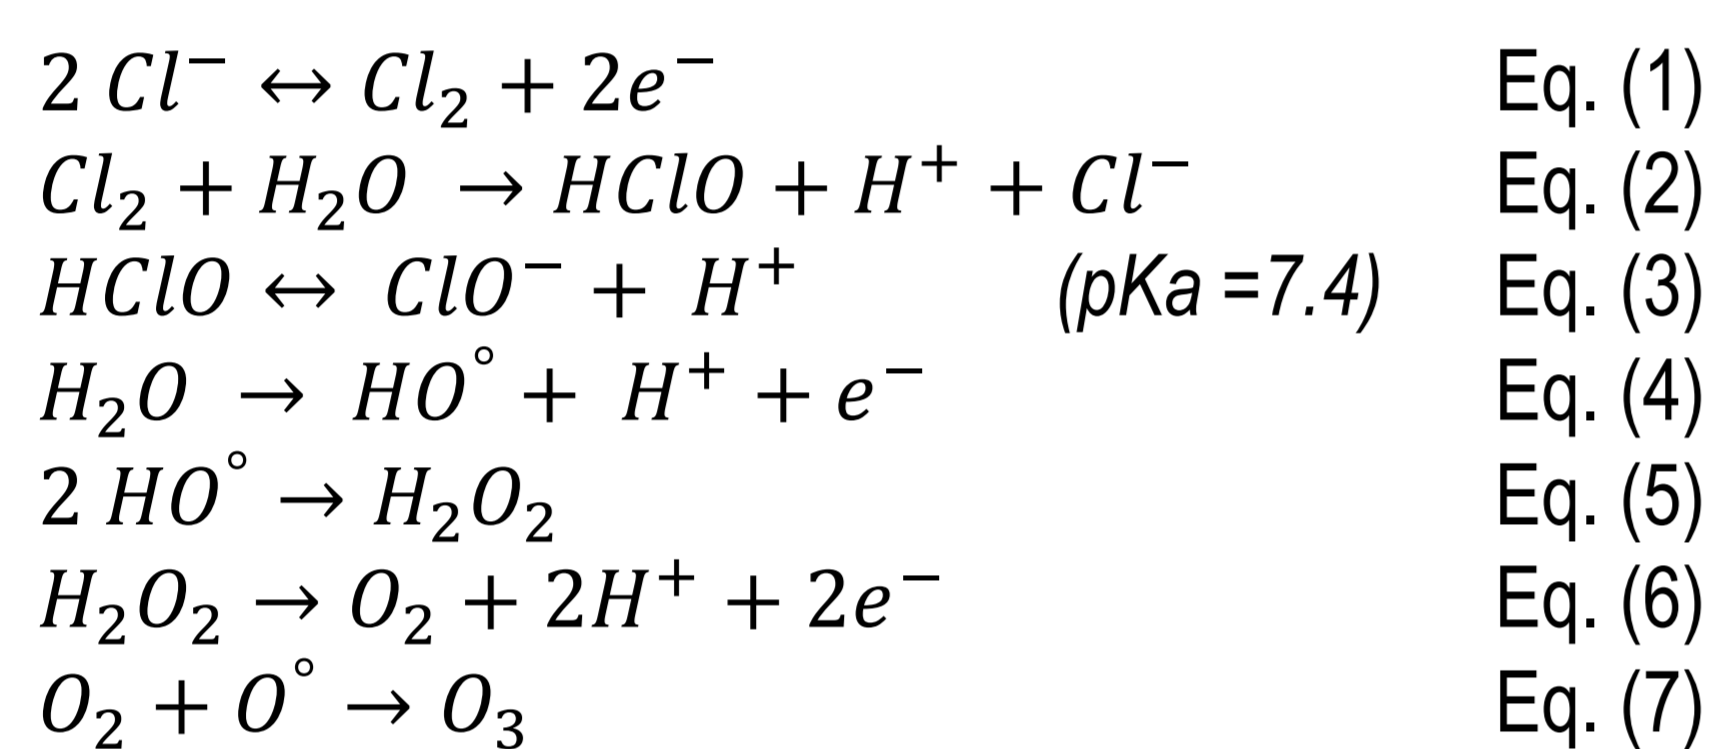 2 Cl⁻ ↔ Cl₂ + 2e⁻ Eq. (1)
Cl₂ + H₂O → HClO + H⁺ + Cl⁻ Eq. (2)
HClO ↔ ClO⁻ + H⁺ (pKa =7.4) Eq. (3)
H₂O → HO° + H⁺ + e⁻ Eq. (4)
2 HO° → H₂O₂ Eq. (5)
H₂O₂ → O₂ + 2H⁺ + 2e⁻ Eq. (6)
O₂ + O° → O₃ Eq. (7)